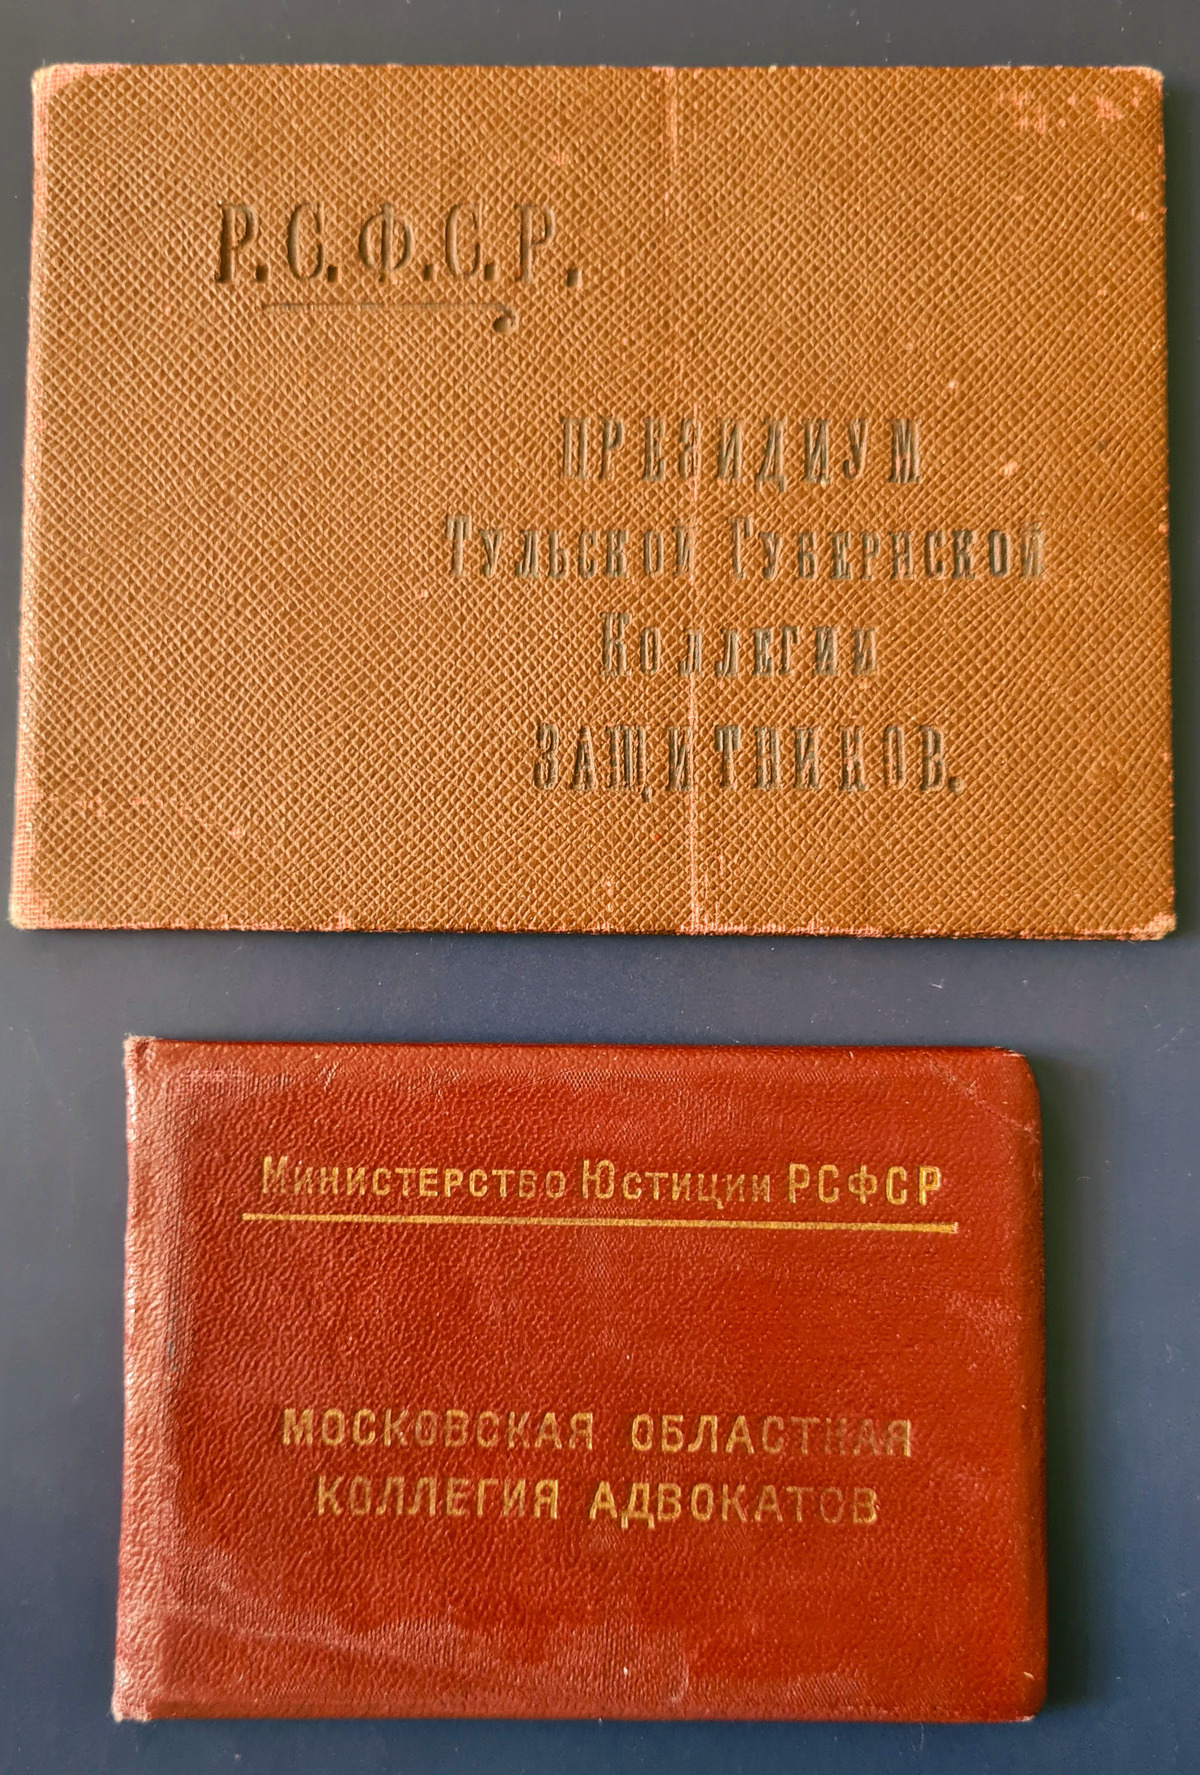 Р.С.Ф.С.Р.
ПРЕЗИДИУМ
Тульской Губернской
Коллегии
ЗАЩИТНИКОВ.
Министерство Юстиции РСФСР
МОСКОВСКАЯ ОБЛАСТНАЯ
КОЛЛЕГИЯ АДВОКАТОВ